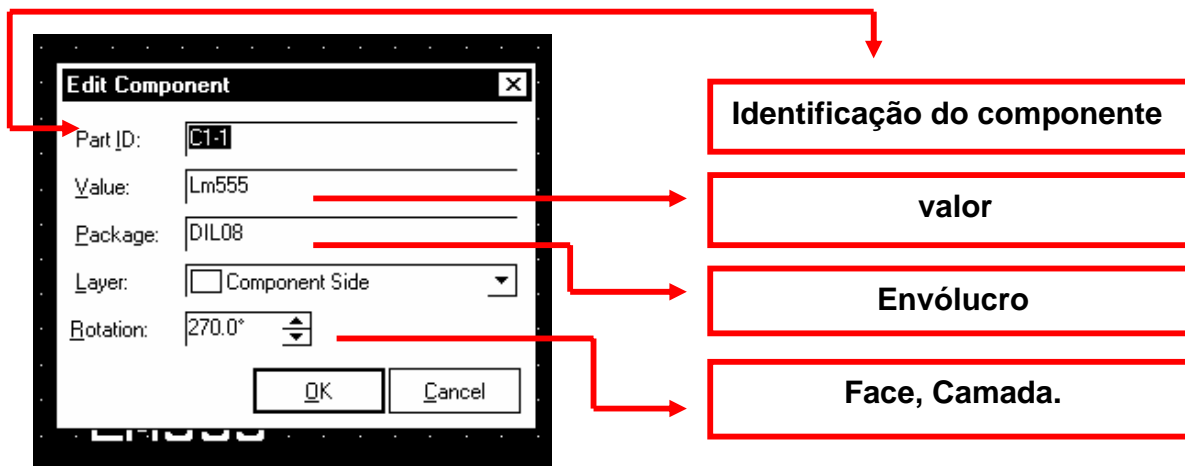 Edit Component
Part ID: C1-1
Value: Lm555
Package: DIL08
Layer: Component Side
Rotation: 270.0°
OK Cancel
Identificação do componente
valor
Envólucro
Face, Camada.